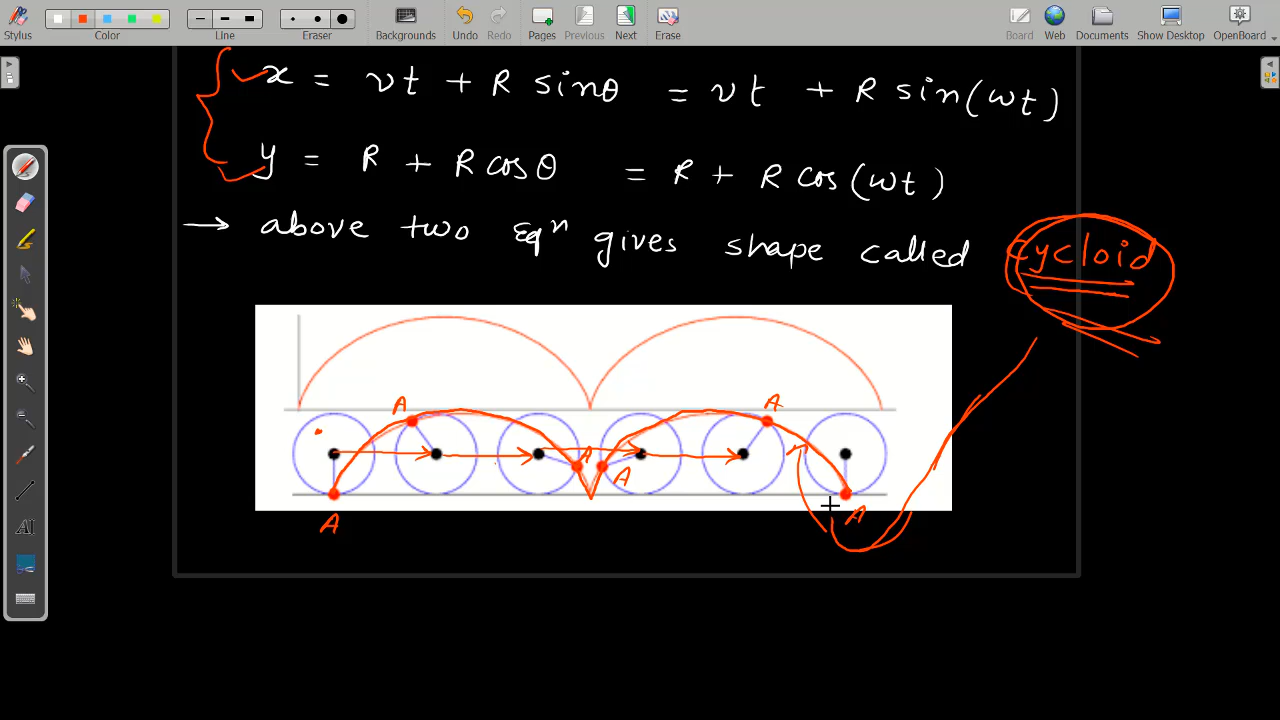 Stylus Color Line Eraser Backgrounds Undo Redo Pages Previous Next Erase Board Web Documents Show Desktop OpenBoard
x = vt + R sinθ = vt + R sin(ωt)
y = R + R cosθ = R + R cos(ωt)
→ above two Eqⁿ gives shape called cycloid
A A
A A
A A